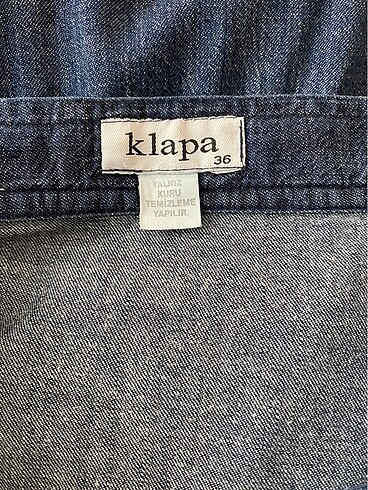 klapa
36
YALNIZ
KURU
TEMİZLEME
YAPILIR.